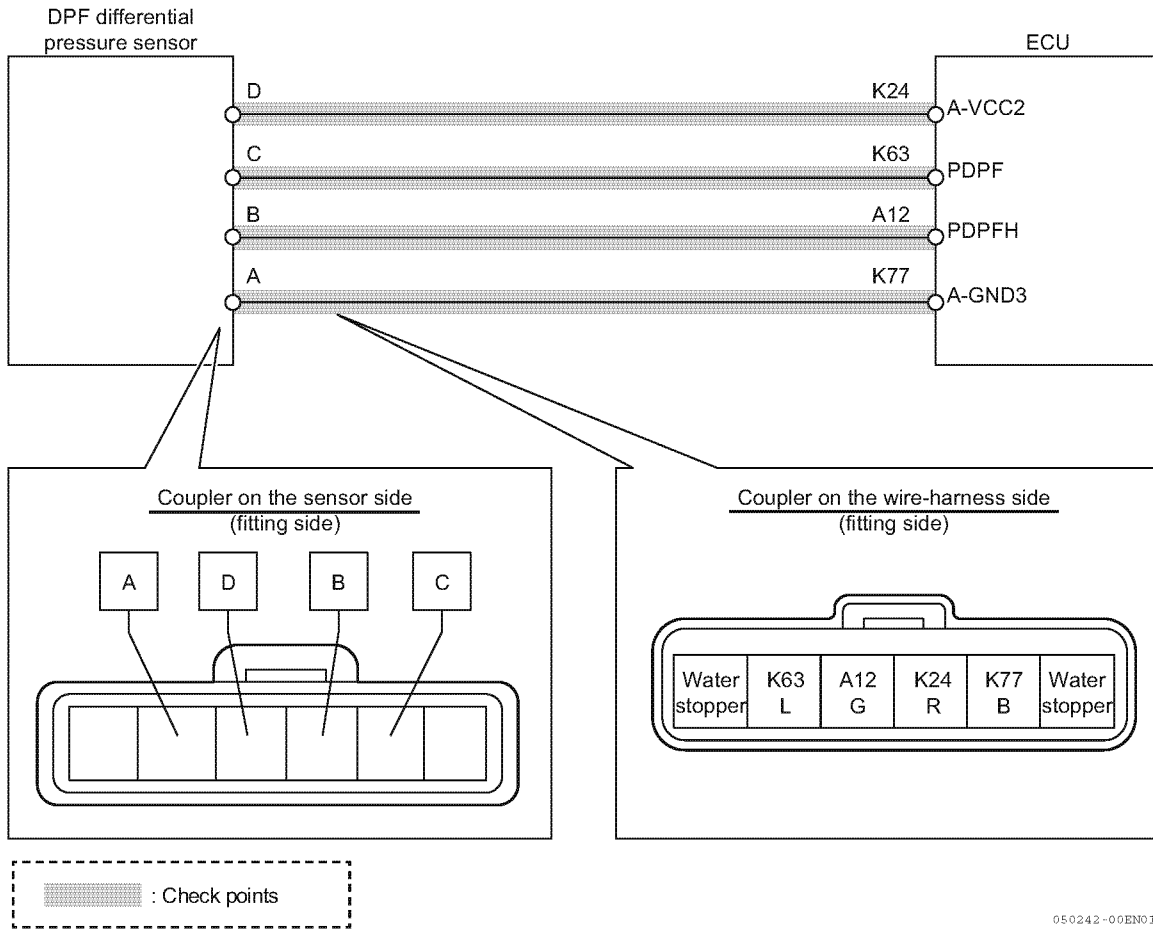 DPF differential
pressure sensor
ECU
D
K24
A-VCC2
C
K63
PDPF
B
A12
PDPFH
A
K77
A-GND3
Coupler on the sensor side
(fitting side)
A
D
B
C
Coupler on the wire-harness side
(fitting side)
Water
stopper
K63
L
A12
G
K24
R
K77
B
Water
stopper
: Check points
050242-00EN01